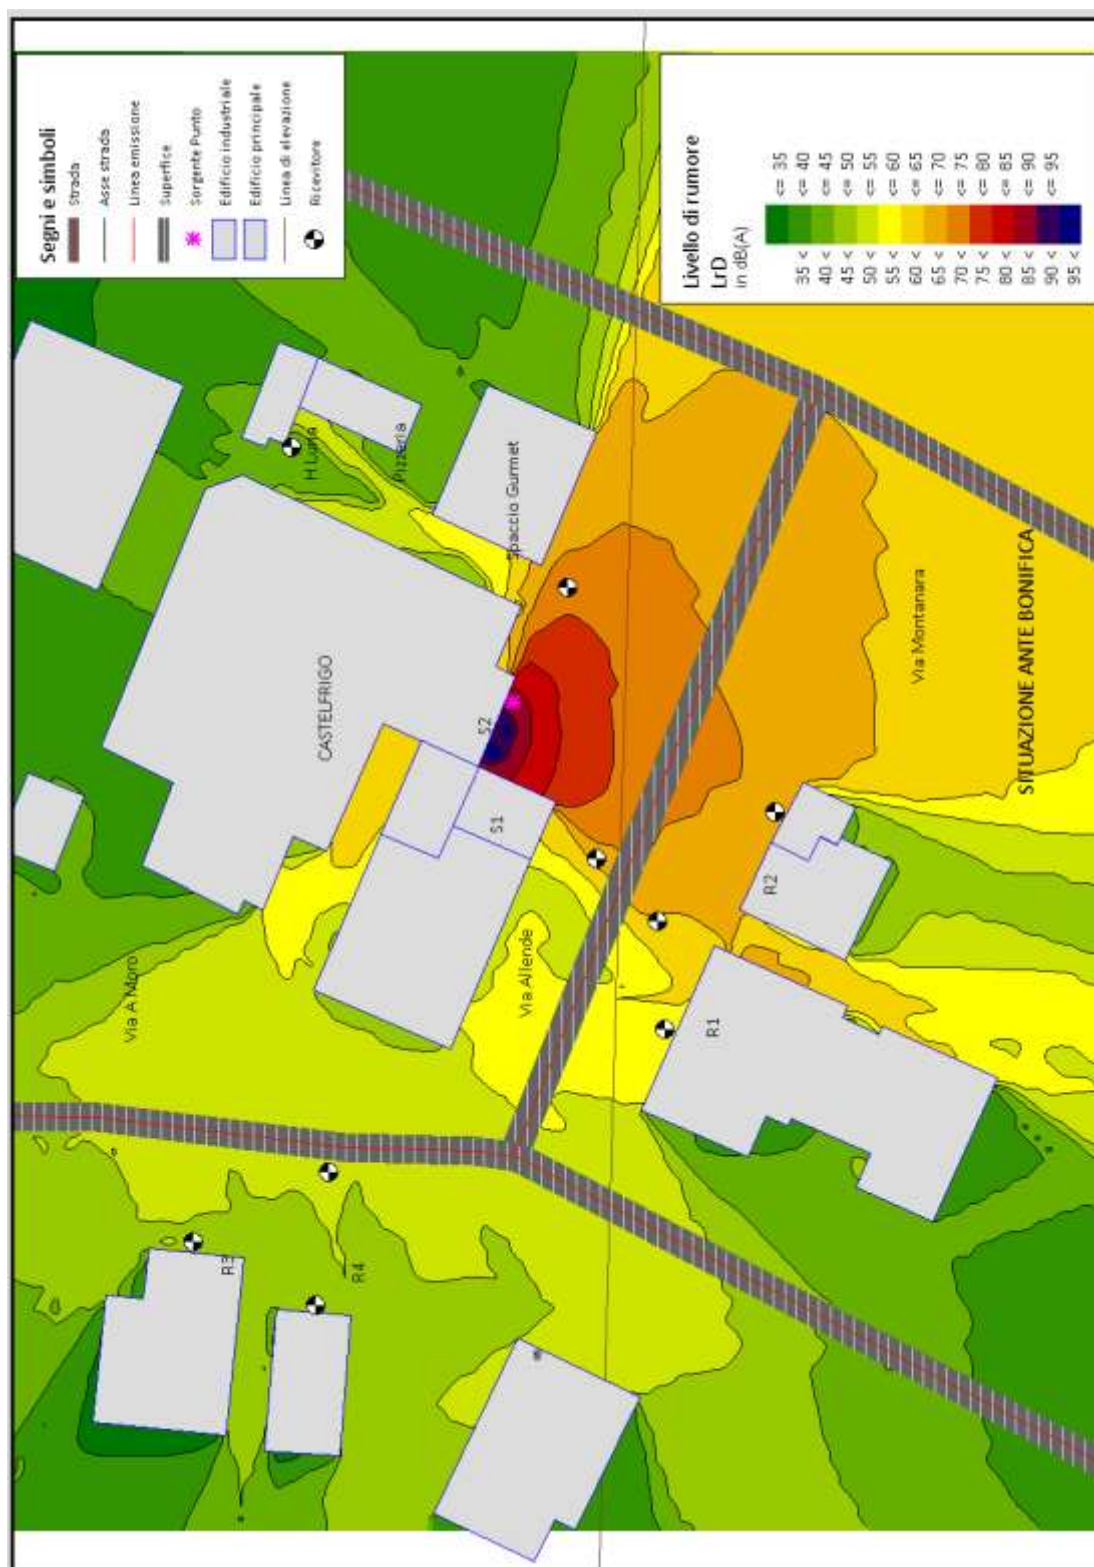 Segni e simboli
Strada
Asse strada
Linea emissione
Superfice
Sorgente Punto
Edificio industriale
Edificio principale
Linea di elevazione
Ricevitore
Livello di rumore
LrD
in dB(A)
<= 35
35 < <= 40
40 < <= 45
45 < <= 50
50 < <= 55
55 < <= 60
60 < <= 65
65 < <= 70
70 < <= 75
75 < <= 80
80 < <= 85
85 < <= 90
90 < <= 95
95 <
H Luna
Pizzeria
Spaccio Gurmet
CASTELFRIGO
S2
S1
Via A Moro
Via Allende
R2
R1
R3
R4
Via Montanara
SITUAZIONE ANTE BONIFICA